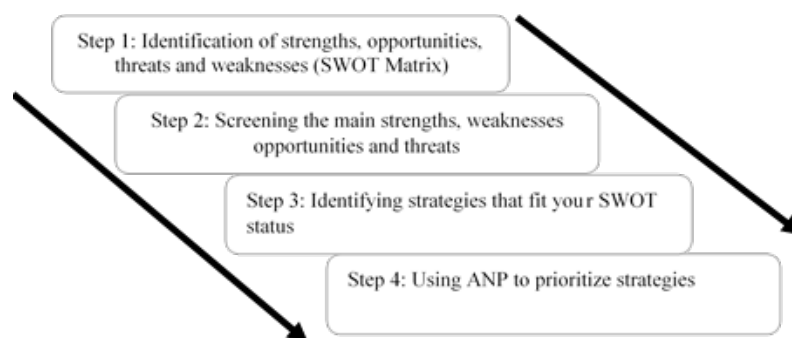 Step 1: Identification of strengths, opportunities,
threats and weaknesses (SWOT Matrix)
Step 2: Screening the main strengths, weaknesses
opportunities and threats
Step 3: Identifying strategies that fit your SWOT
status
Step 4: Using ANP to prioritize strategies